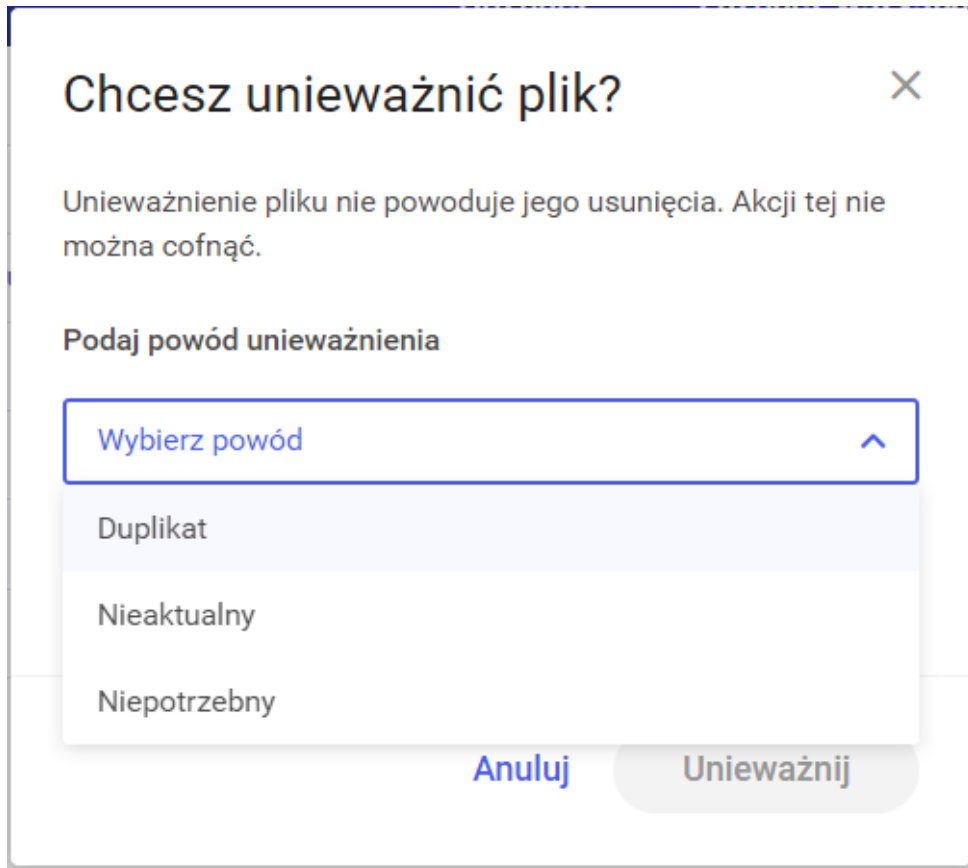 Chcesz unieważnić plik?
Unieważnienie pliku nie powoduje jego usunięcia. Akcji tej nie
można cofnąć.
Podaj powód unieważnienia
Wybierz powód
Duplikat
Nieaktualny
Niepotrzebny
Anuluj Unieważnij